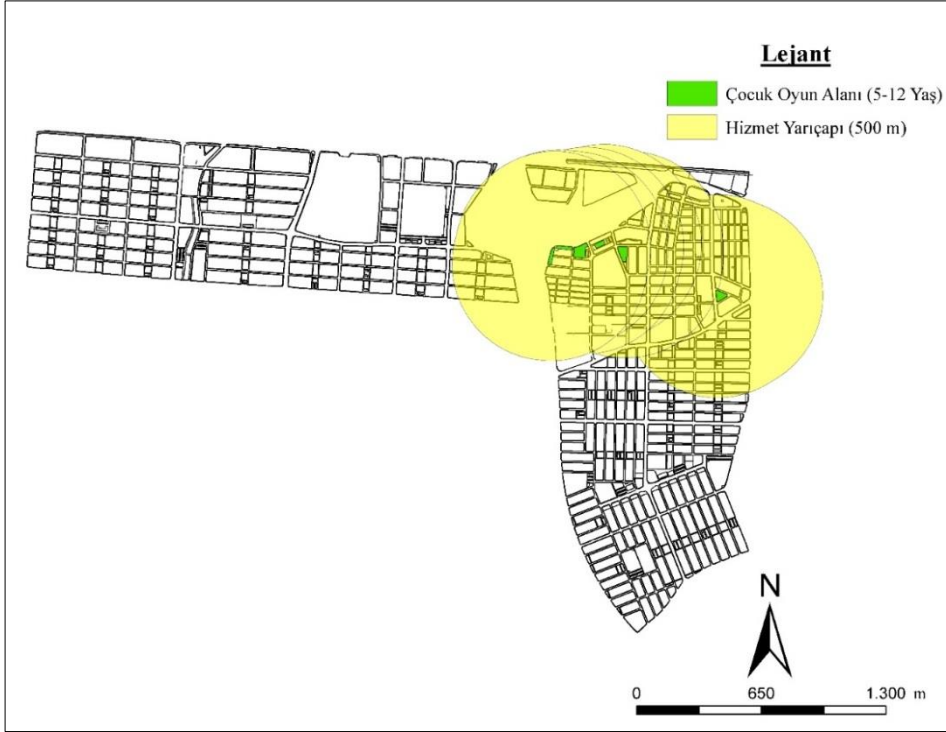 Lejant
Çocuk Oyun Alanı (5-12 Yaş)
Hizmet Yarıçapı (500 m)
N
0 650 1.300 m